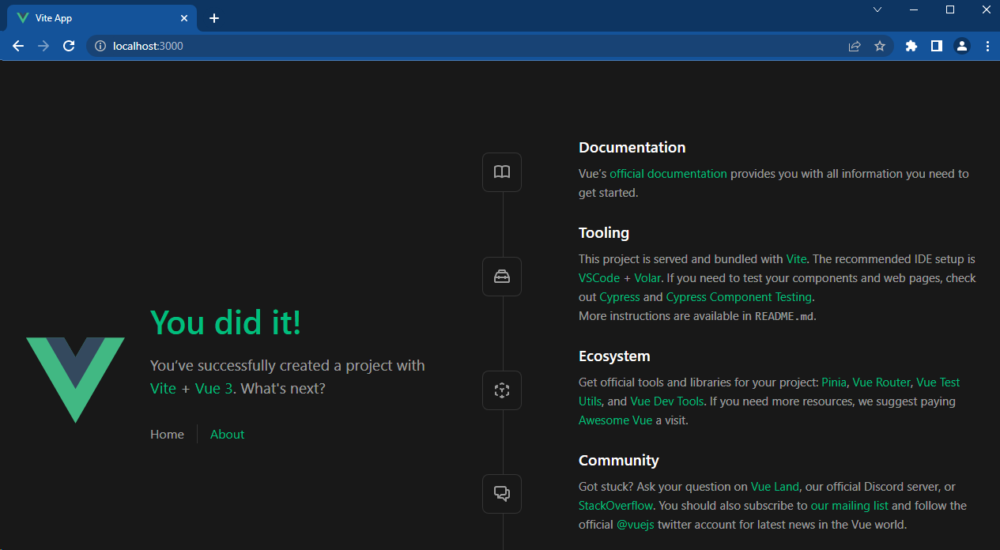 Vite App
localhost:3000
You did it!
You've successfully created a project with
Vite + Vue 3. What's next?
Home
About
Documentation
Vue's official documentation provides you with all information you need to
get started.
Tooling
This project is served and bundled with Vite. The recommended IDE setup is
VSCode + Volar. If you need to test your components and web pages, check
out Cypress and Cypress Component Testing.
More instructions are available in README.md.
Ecosystem
Get official tools and libraries for your project: Pinia, Vue Router, Vue Test
Utils, and Vue Dev Tools. If you need more resources, we suggest paying
Awesome Vue a visit.
Community
Got stuck? Ask your question on Vue Land, our official Discord server, or
StackOverflow. You should also subscribe to our mailing list and follow the
official @vuejs twitter account for latest news in the Vue world.